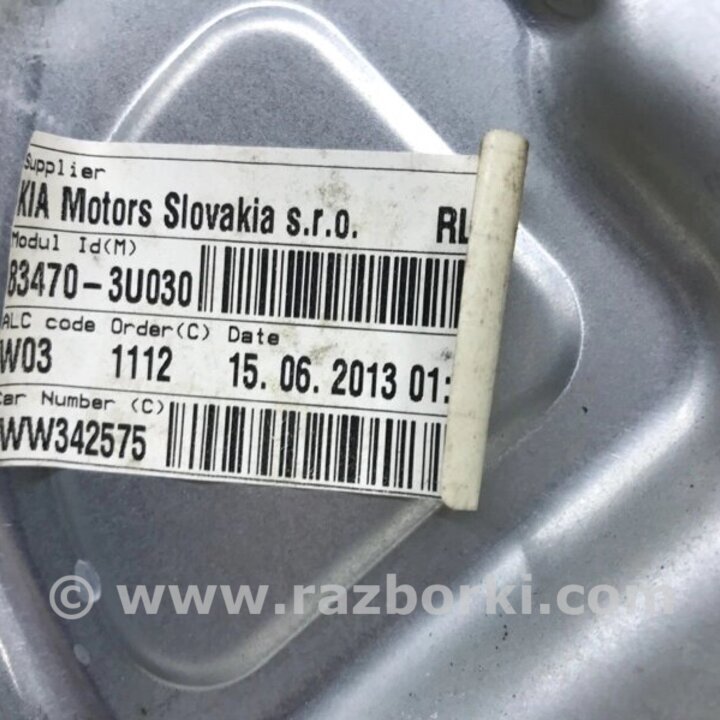 Supplier
KIA Motors Slovakia s.r.o. RL
Modul Id(M)
83470-3U030
ALC code Order(C) Date
W03 1112 15. 06. 2013 01:
Car Number (C)
WW342575
© www.razborki.com